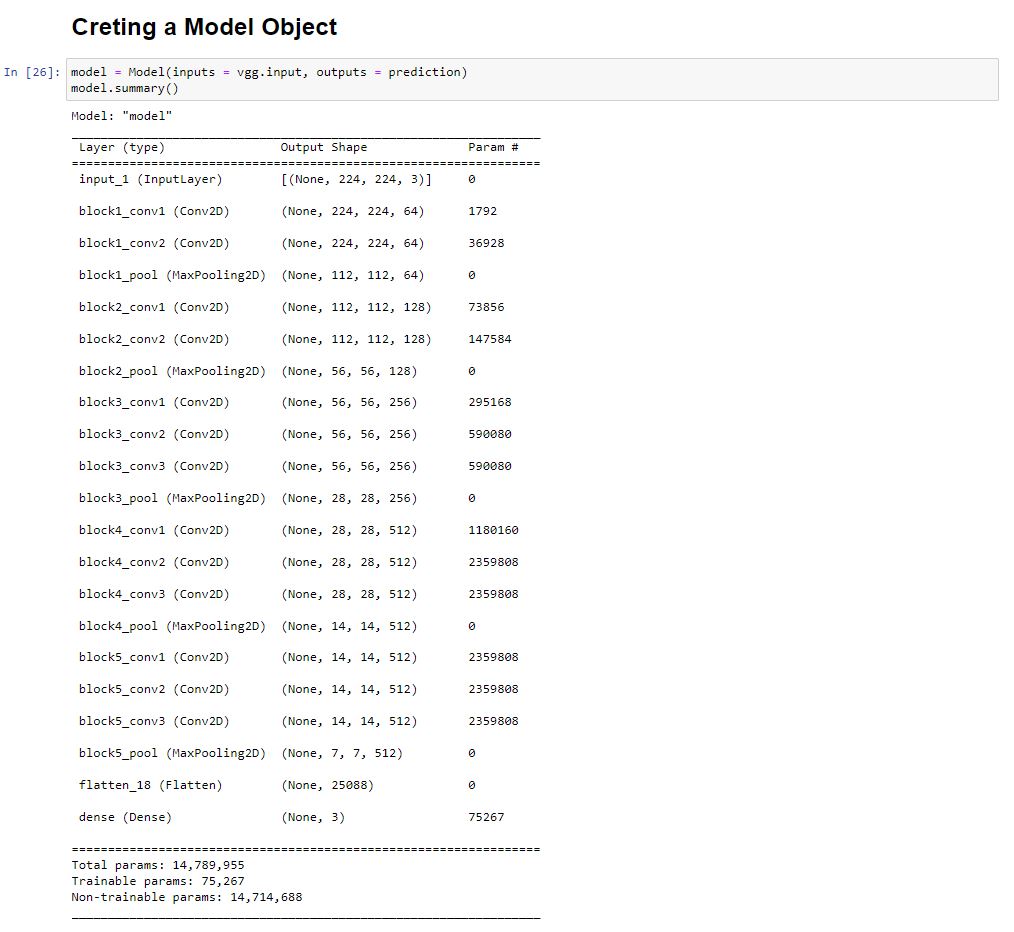 Creting a Model Object
In [26]: model = Model(inputs = vgg.input, outputs = prediction)
model.summary()
Model: "model"
Layer (type) Output Shape Param #
input_1 (InputLayer) [(None, 224, 224, 3)] 0
block1_conv1 (Conv2D) (None, 224, 224, 64) 1792
block1_conv2 (Conv2D) (None, 224, 224, 64) 36928
block1_pool (MaxPooling2D) (None, 112, 112, 64) 0
block2_conv1 (Conv2D) (None, 112, 112, 128) 73856
block2_conv2 (Conv2D) (None, 112, 112, 128) 147584
block2_pool (MaxPooling2D) (None, 56, 56, 128) 0
block3_conv1 (Conv2D) (None, 56, 56, 256) 295168
block3_conv2 (Conv2D) (None, 56, 56, 256) 590080
block3_conv3 (Conv2D) (None, 56, 56, 256) 590080
block3_pool (MaxPooling2D) (None, 28, 28, 256) 0
block4_conv1 (Conv2D) (None, 28, 28, 512) 1180160
block4_conv2 (Conv2D) (None, 28, 28, 512) 2359808
block4_conv3 (Conv2D) (None, 28, 28, 512) 2359808
block4_pool (MaxPooling2D) (None, 14, 14, 512) 0
block5_conv1 (Conv2D) (None, 14, 14, 512) 2359808
block5_conv2 (Conv2D) (None, 14, 14, 512) 2359808
block5_conv3 (Conv2D) (None, 14, 14, 512) 2359808
block5_pool (MaxPooling2D) (None, 7, 7, 512) 0
flatten_18 (Flatten) (None, 25088) 0
dense (Dense) (None, 3) 75267
Total params: 14,789,955
Trainable params: 75,267
Non-trainable params: 14,714,688